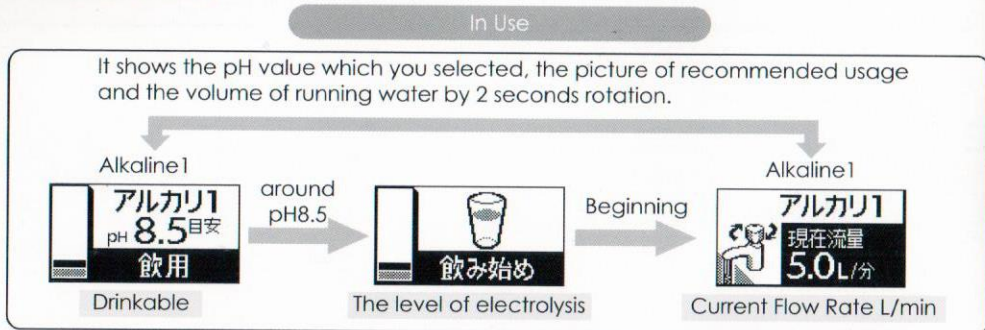 In Use
It shows the pH value which you selected, the picture of recommended usage
and the volume of running water by 2 seconds rotation.
Alkaline1
アルカリ1
pH 8.5目安
飲用
Drinkable
around
pH8.5
飲み始め
The level of electrolysis
Beginning
Alkaline1
アルカリ1
現在流量
5.0L/分
Current Flow Rate L/min